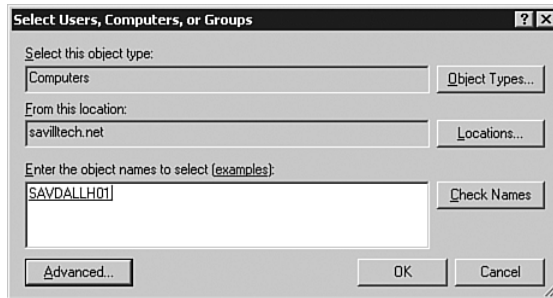 Select Users, Computers, or Groups
Select this object type:
Computers
Object Types...
From this location:
savilltech.net
Locations...
Enter the object names to select (examples):
SAVDALLH01
Check Names
Advanced...
OK
Cancel